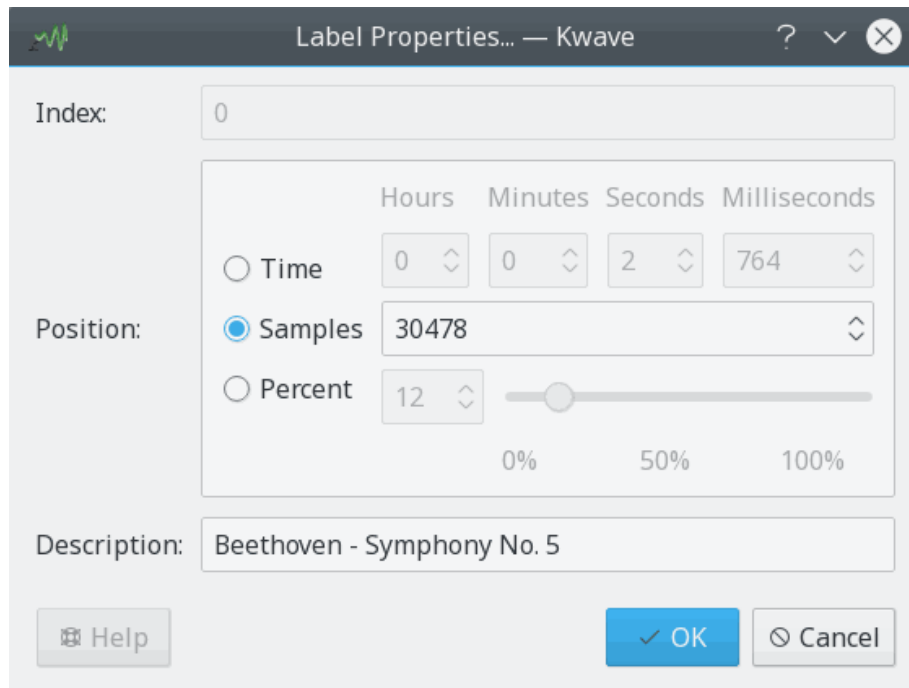 Label Properties... — Kwave
Index: 0
Hours Minutes Seconds Milliseconds
Time 0 0 2 764
Position: Samples 30478
Percent 12
0% 50% 100%
Description: Beethoven - Symphony No. 5
Help OK Cancel